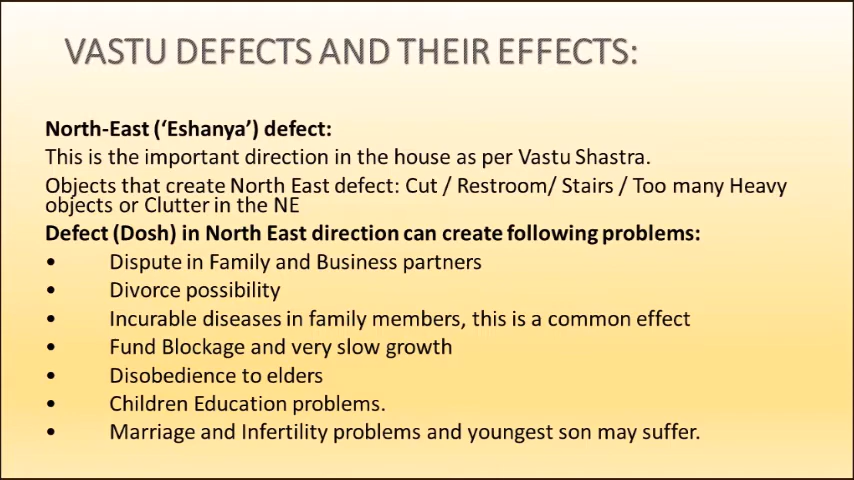 VASTU DEFECTS AND THEIR EFFECTS:
North-East (‘Eshanya’) defect:
This is the important direction in the house as per Vastu Shastra.
Objects that create North East defect: Cut / Restroom/ Stairs / Too many Heavy
objects or Clutter in the NE
Defect (Dosh) in North East direction can create following problems:
• Dispute in Family and Business partners
• Divorce possibility
• Incurable diseases in family members, this is a common effect
• Fund Blockage and very slow growth
• Disobedience to elders
• Children Education problems.
• Marriage and Infertility problems and youngest son may suffer.